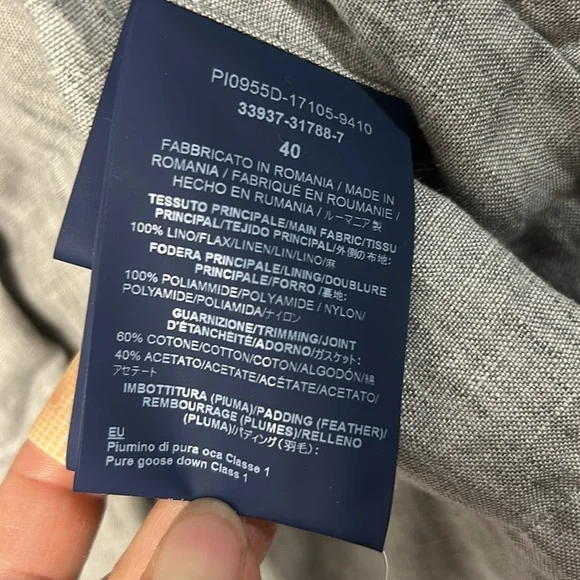 PI0955D-17105-9410
33937-31788-7
40
FABBRICATO IN ROMANIA / MADE IN
ROMANIA / FABRIQUÉ EN ROUMANIE /
HECHO EN RUMANIA / ルーマニア製
TESSUTO PRINCIPALE/MAIN FABRIC/TISSU
PRINCIPAL/TEJIDO PRINCIPAL/外側の布地:
100% LINO/FLAX/LINEN/LIN/LINO/麻
FODERA PRINCIPALE/LINING/DOUBLURE
PRINCIPALE/FORRO /裏地:
100% POLIAMMIDE/POLYAMIDE / NYLON/
POLYAMIDE/POLIAMIDA/ナイロン
GUARNIZIONE/TRIMMING/JOINT
D'ÉTANCHÉITÉ/ADORNO/ガスケット:
60% COTONE/COTTON/COTON/ALGODÓN/綿
40% ACETATO/ACETATE/ACÉTATE/ACETATO/
アセテート
IMBOTTITURA (PIUMA)/PADDING (FEATHER)/
REMBOURRAGE (PLUMES)/RELLENO
(PLUMA)/パディング (羽毛):
EU
Piumino di pura oca Classe 1
Pure goose down Class 1